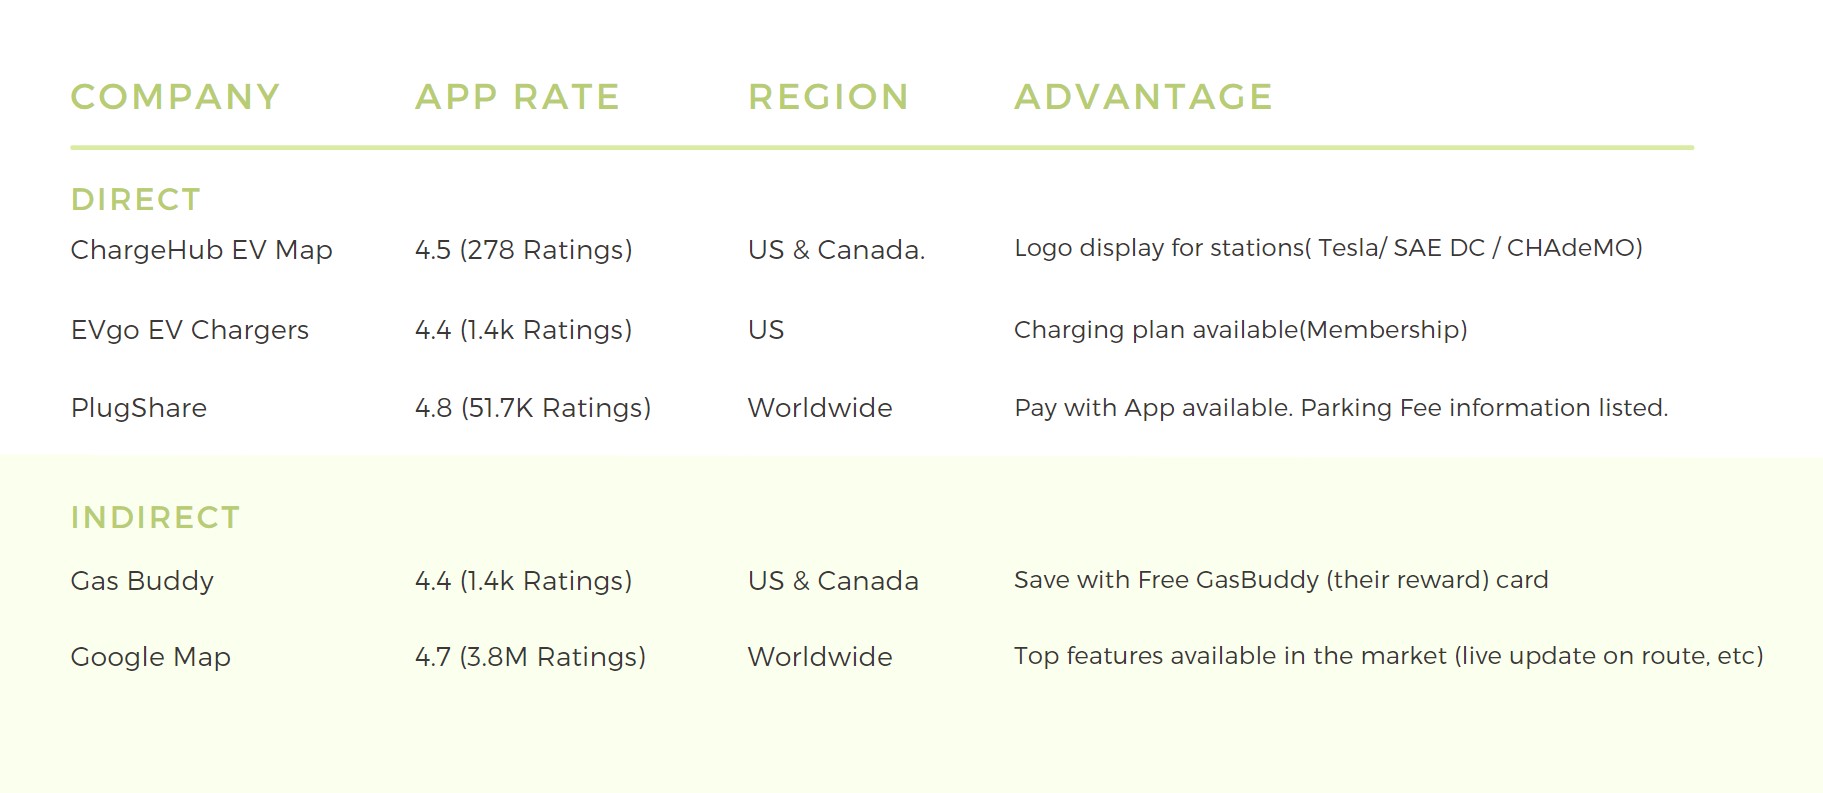 COMPANY APP RATE REGION ADVANTAGE
DIRECT
ChargeHub EV Map 4.5 (278 Ratings) US & Canada. Logo display for stations( Tesla/ SAE DC / CHAdeMO)
EVgo EV Chargers 4.4 (1.4k Ratings) US Charging plan available(Membership)
PlugShare 4.8 (51.7K Ratings) Worldwide Pay with App available. Parking Fee information listed.
INDIRECT
Gas Buddy 4.4 (1.4k Ratings) US & Canada Save with Free GasBuddy (their reward) card
Google Map 4.7 (3.8M Ratings) Worldwide Top features available in the market (live update on route, etc)